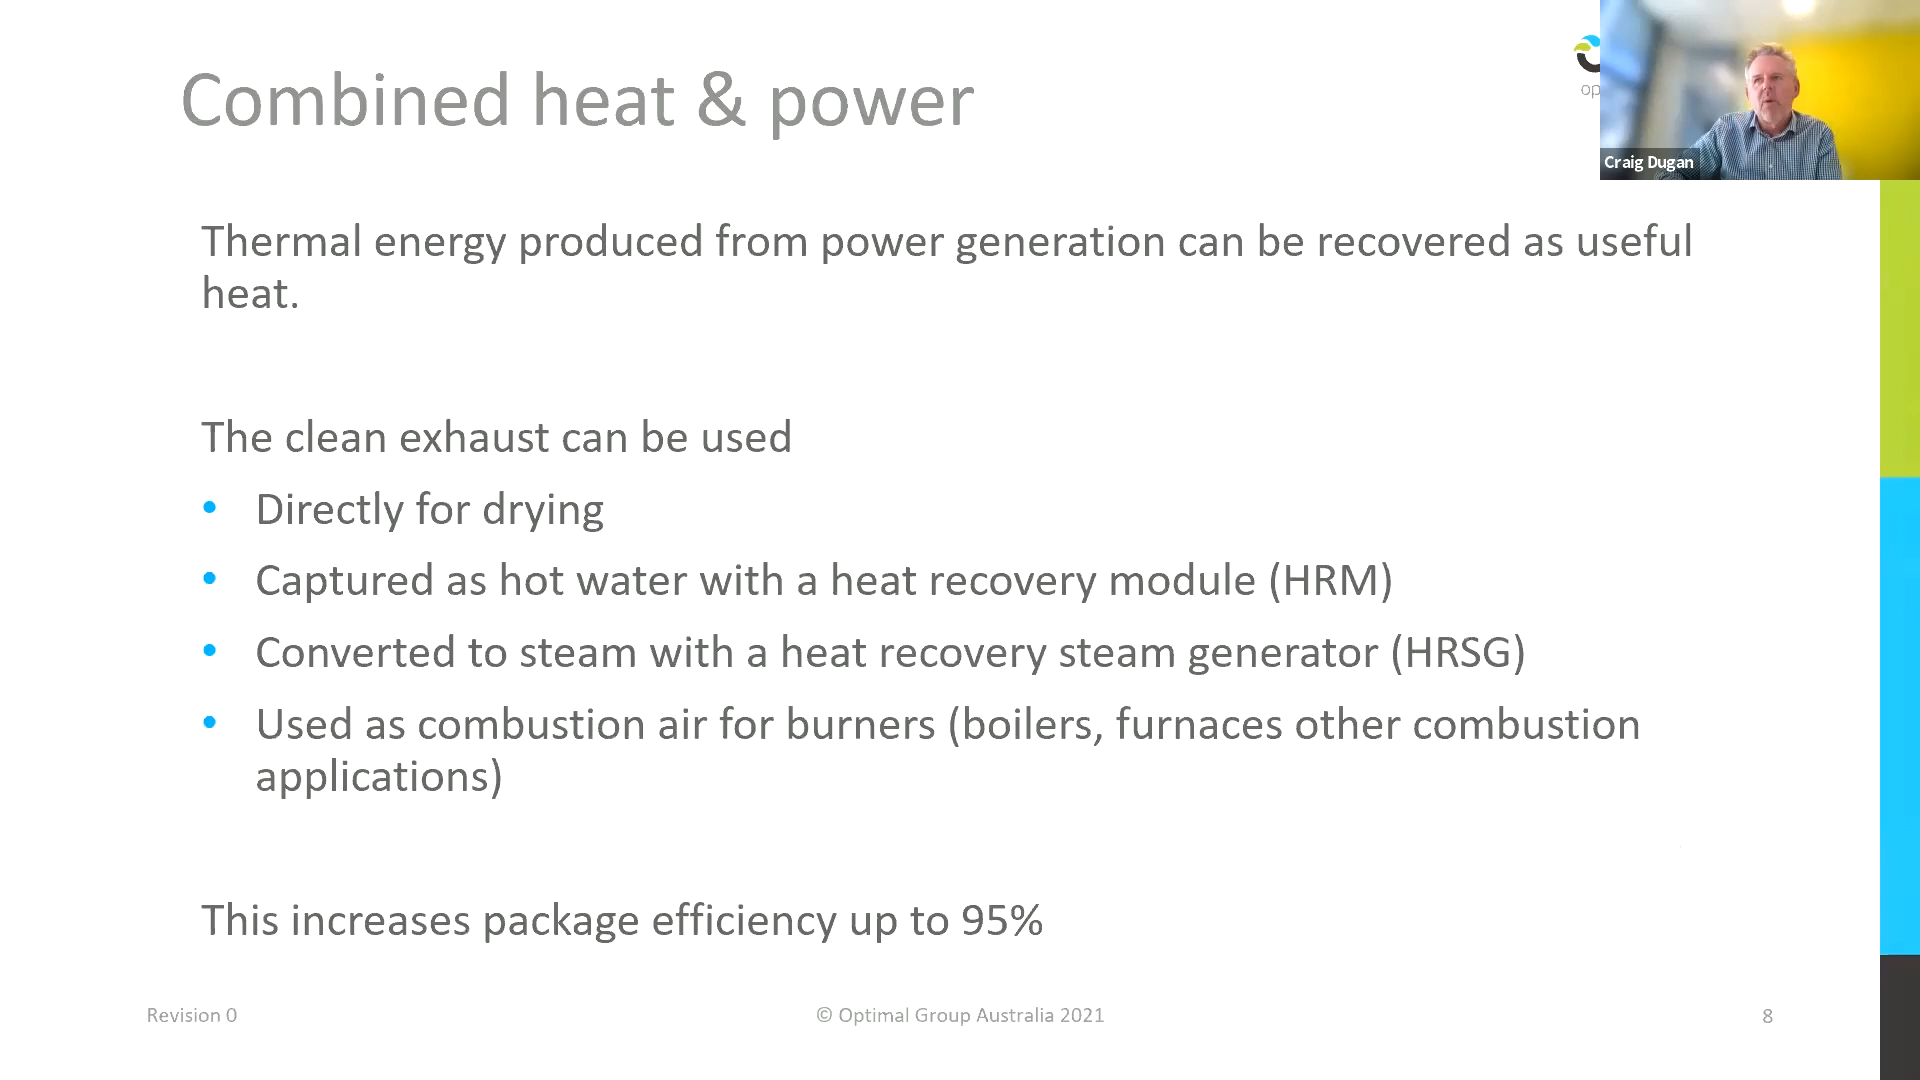 Combined heat & power
op
Craig Dugan
Thermal energy produced from power generation can be recovered as useful
heat.
The clean exhaust can be used
• Directly for drying
• Captured as hot water with a heat recovery module (HRM)
• Converted to steam with a heat recovery steam generator (HRSG)
• Used as combustion air for burners (boilers, furnaces other combustion
applications)
This increases package efficiency up to 95%
Revision 0
© Optimal Group Australia 2021
8